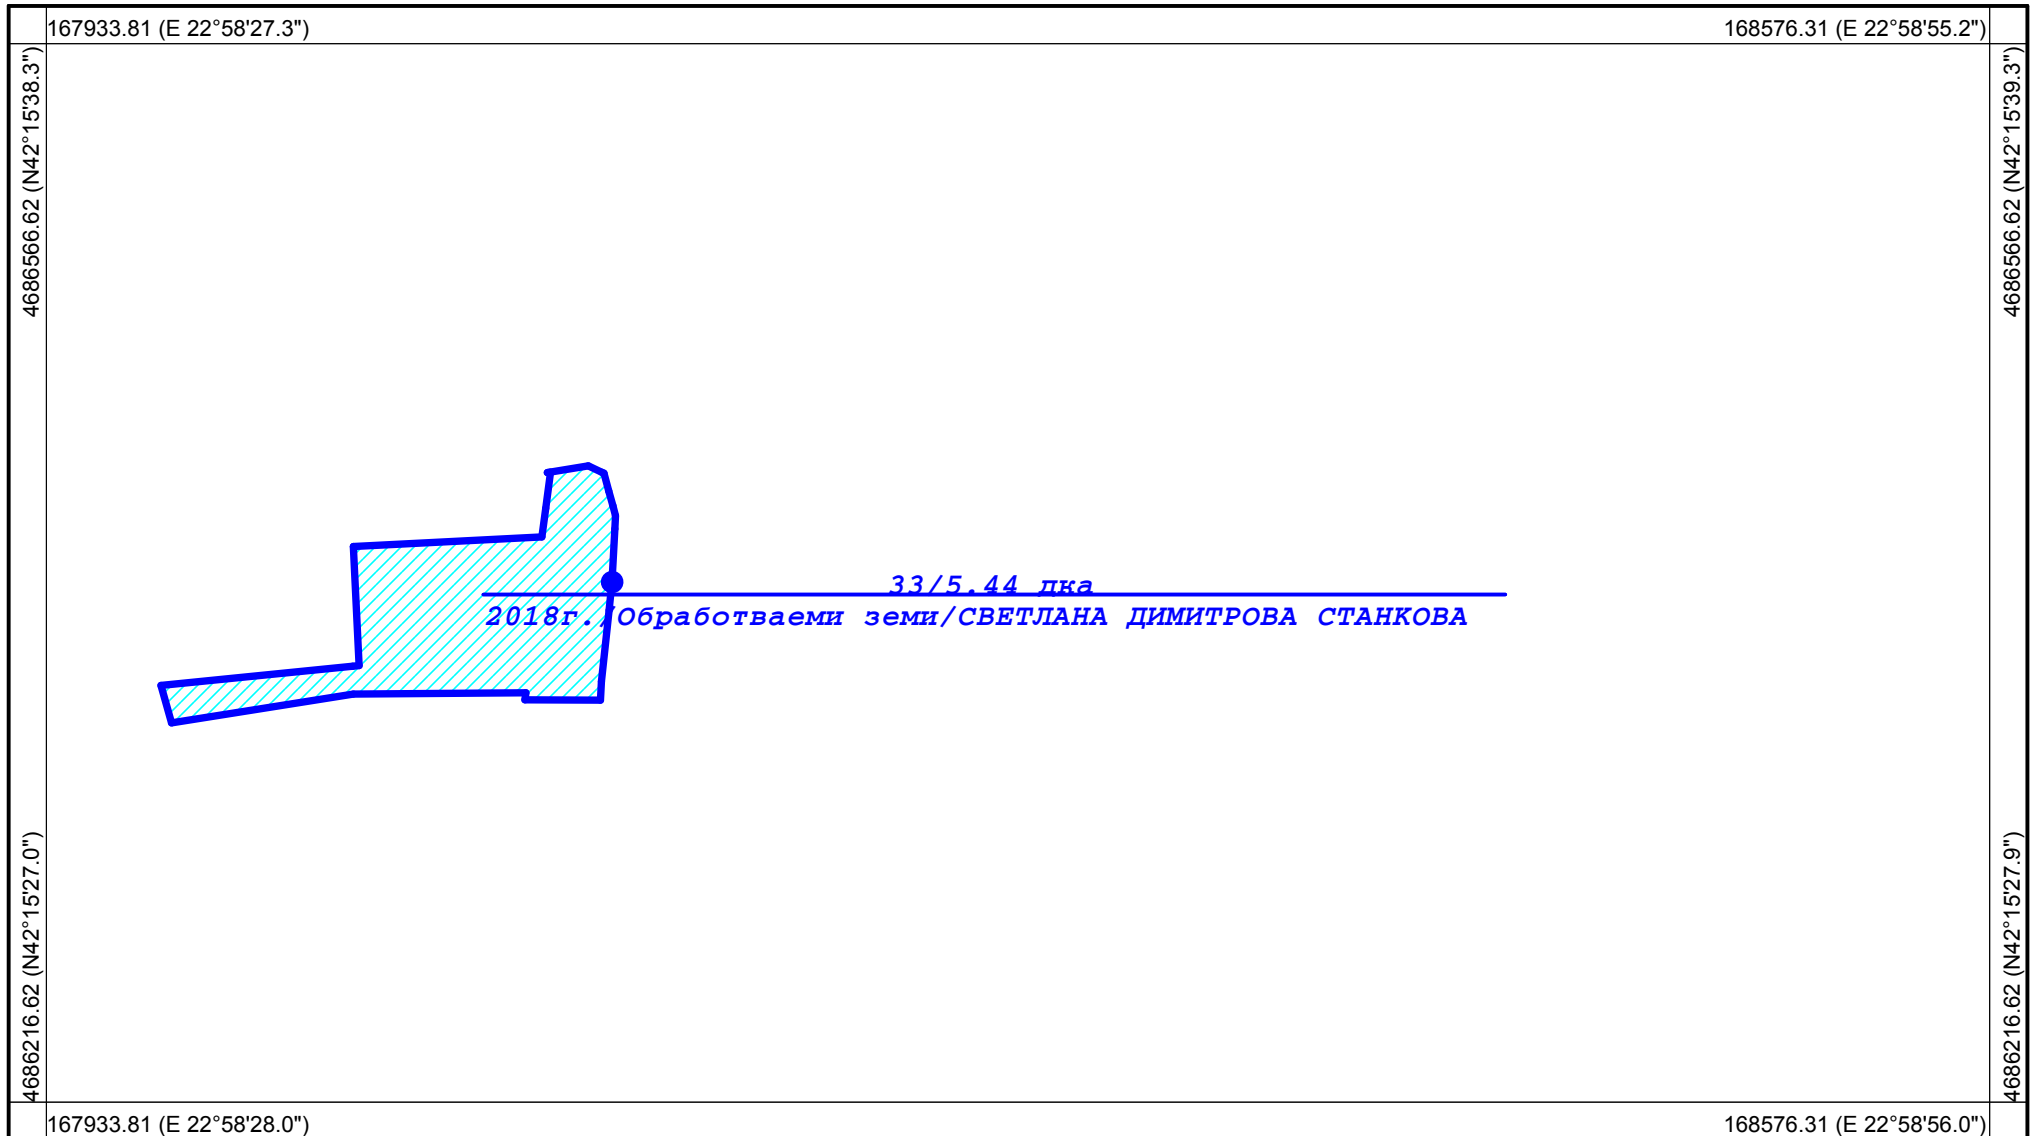 167933.81 (E 22°58'27.3")
168576.31 (E 22°58'55.2")
4686566.62 (N42°15'38.3")
4686566.62 (N42°15'39.3")
33/5.44 дка
2018г./Обработваеми земи/СВЕТЛАНА ДИМИТРОВА СТАНКОВА
4686216.62 (N42°15'27.0")
4686216.62 (N42°15'27.9")
167933.81 (E 22°58'28.0")
168576.31 (E 22°58'56.0")